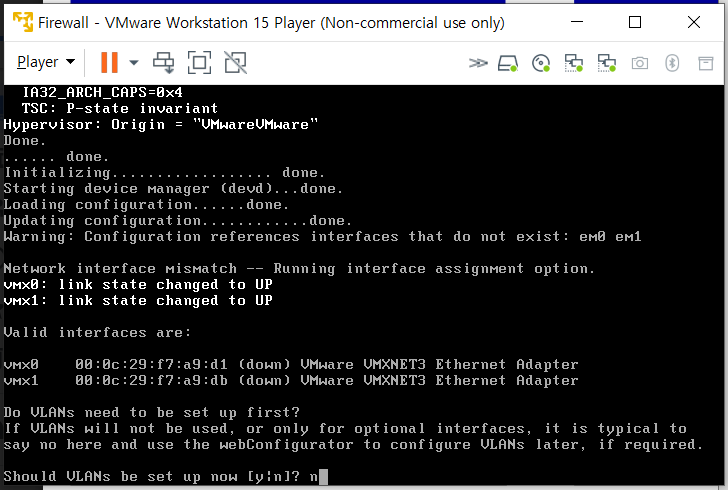 Firewall - VMware Workstation 15 Player (Non-commercial use only)
Player
IA32_ARCH_CAPS=0x4
TSC: P-state invariant
Hypervisor: Origin = "VMwareVMware"
Done.
...... done.
Initializing.................. done.
Starting device manager (devd)...done.
Loading configuration......done.
Updating configuration............done.
Warning: Configuration references interfaces that do not exist: em0 em1
Network interface mismatch -- Running interface assignment option.
vmx0: link state changed to UP
vmx1: link state changed to UP
Valid interfaces are:
vmx0    00:0c:29:f7:a9:d1 (down) VMware VMXNET3 Ethernet Adapter
vmx1    00:0c:29:f7:a9:db (down) VMware VMXNET3 Ethernet Adapter
Do VLANs need to be set up first?
If VLANs will not be used, or only for optional interfaces, it is typical to
say no here and use the webConfigurator to configure VLANs later, if required.
Should VLANs be set up now [y|n]? n